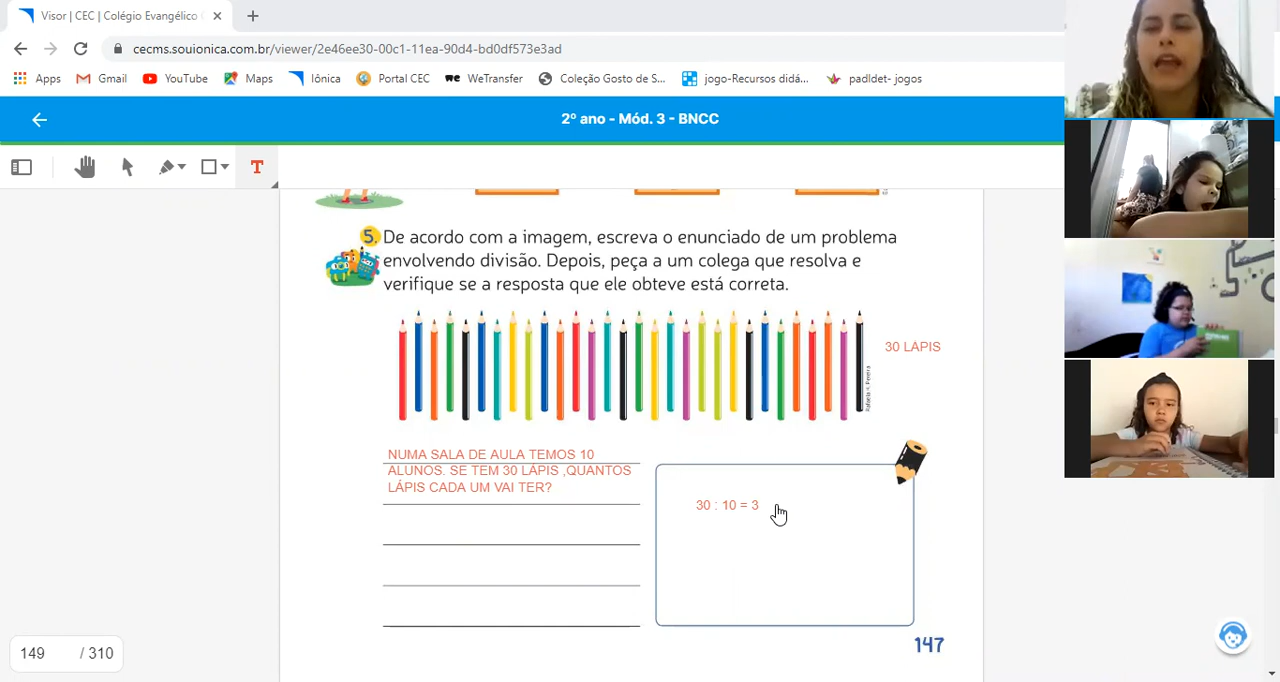 Visor | CEC | Colégio Evangélico
cecms.souionica.com.br/viewer/2e46ee30-00c1-11ea-90d4-bd0df573e3ad
Apps Gmail YouTube Maps Iônica Portal CEC WeTransfer Coleção Gosto de S... jogo-Recursos didá... padldet- jogos
2º ano - Mód. 3 - BNCC
T
5. De acordo com a imagem, escreva o enunciado de um problema
envolvendo divisão. Depois, peça a um colega que resolva e
verifique se a resposta que ele obteve está correta.
30 LAPIS
NUMA SALA DE AULA TEMOS 10
ALUNOS. SE TEM 30 LÁPIS ,QUANTOS
LÁPIS CADA UM VAI TER?
30 : 10 = 3
147
149 / 310